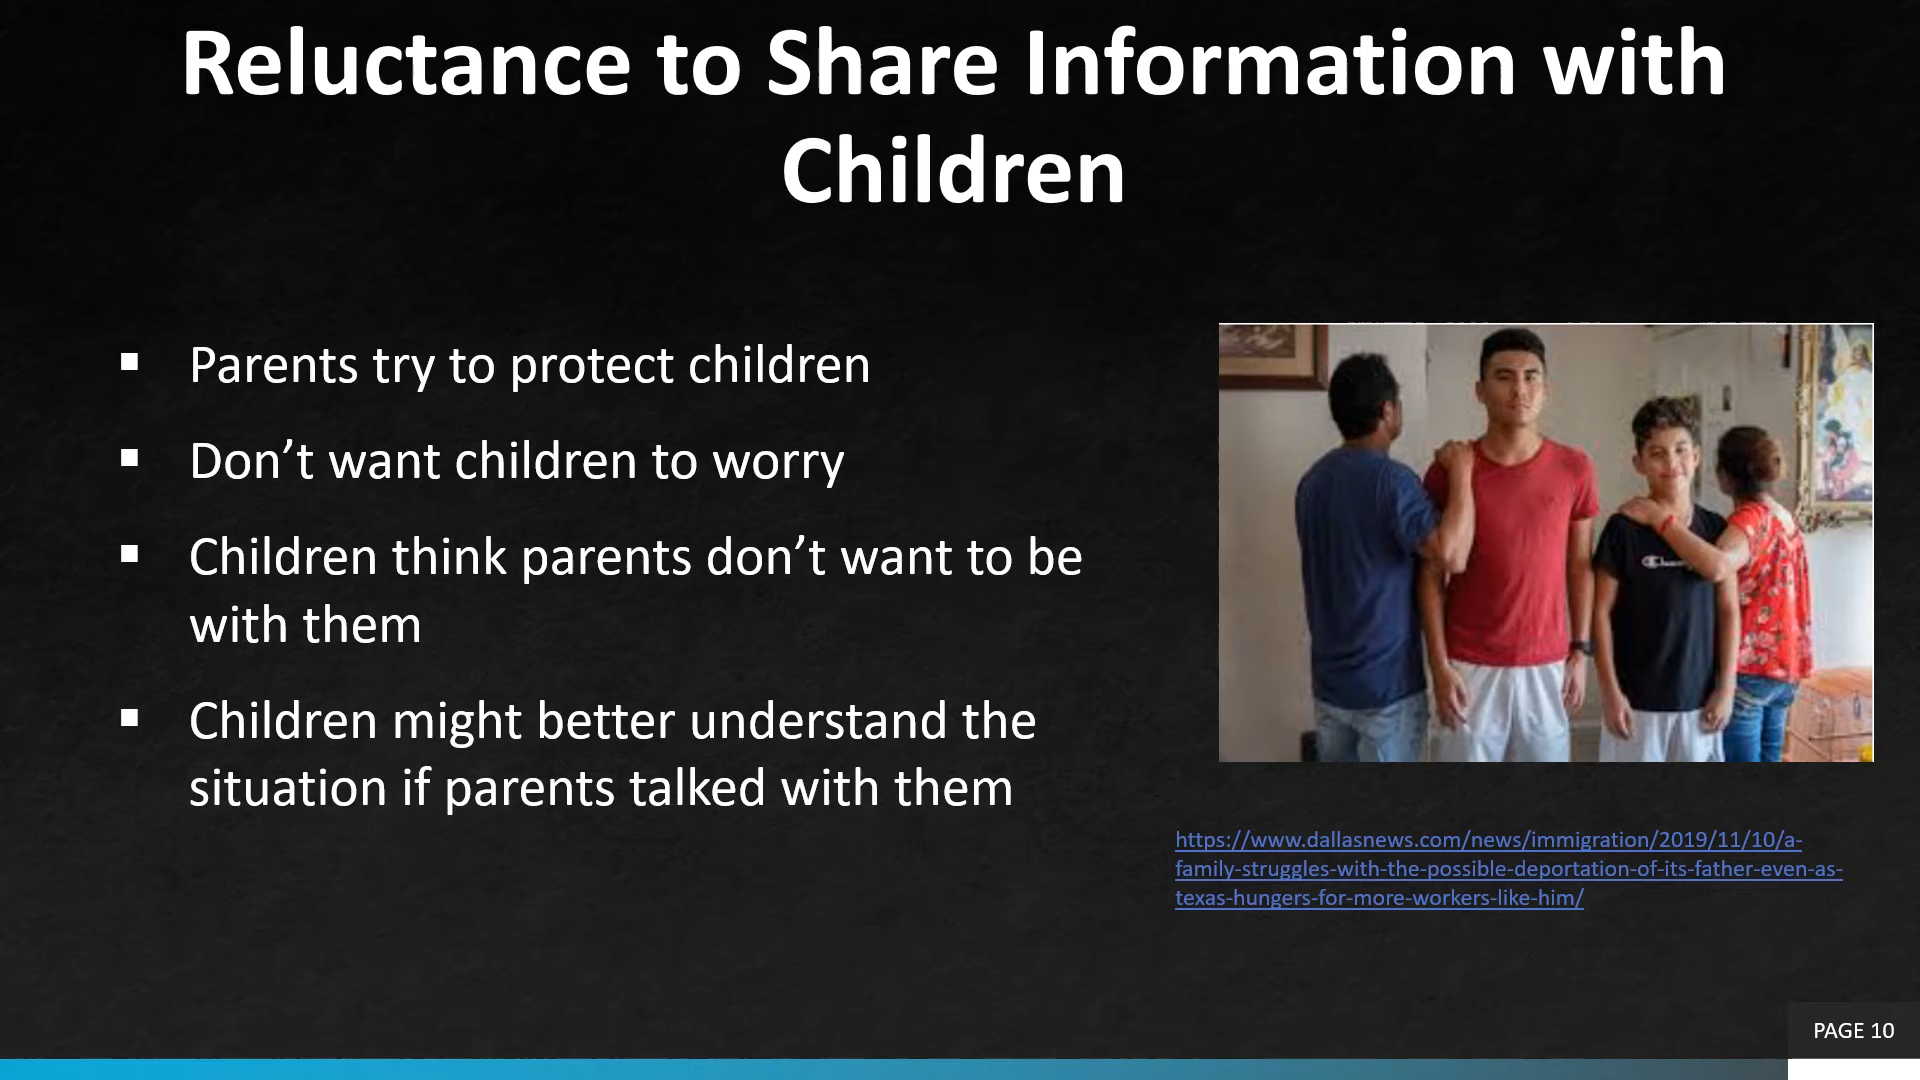 Reluctance to Share Information with
Children
▪ Parents try to protect children
▪ Don’t want children to worry
▪ Children think parents don’t want to be
with them
▪ Children might better understand the
situation if parents talked with them
https://www.dallasnews.com/news/immigration/2019/11/10/a-
family-struggles-with-the-possible-deportation-of-its-father-even-as-
texas-hungers-for-more-workers-like-him/
PAGE 10